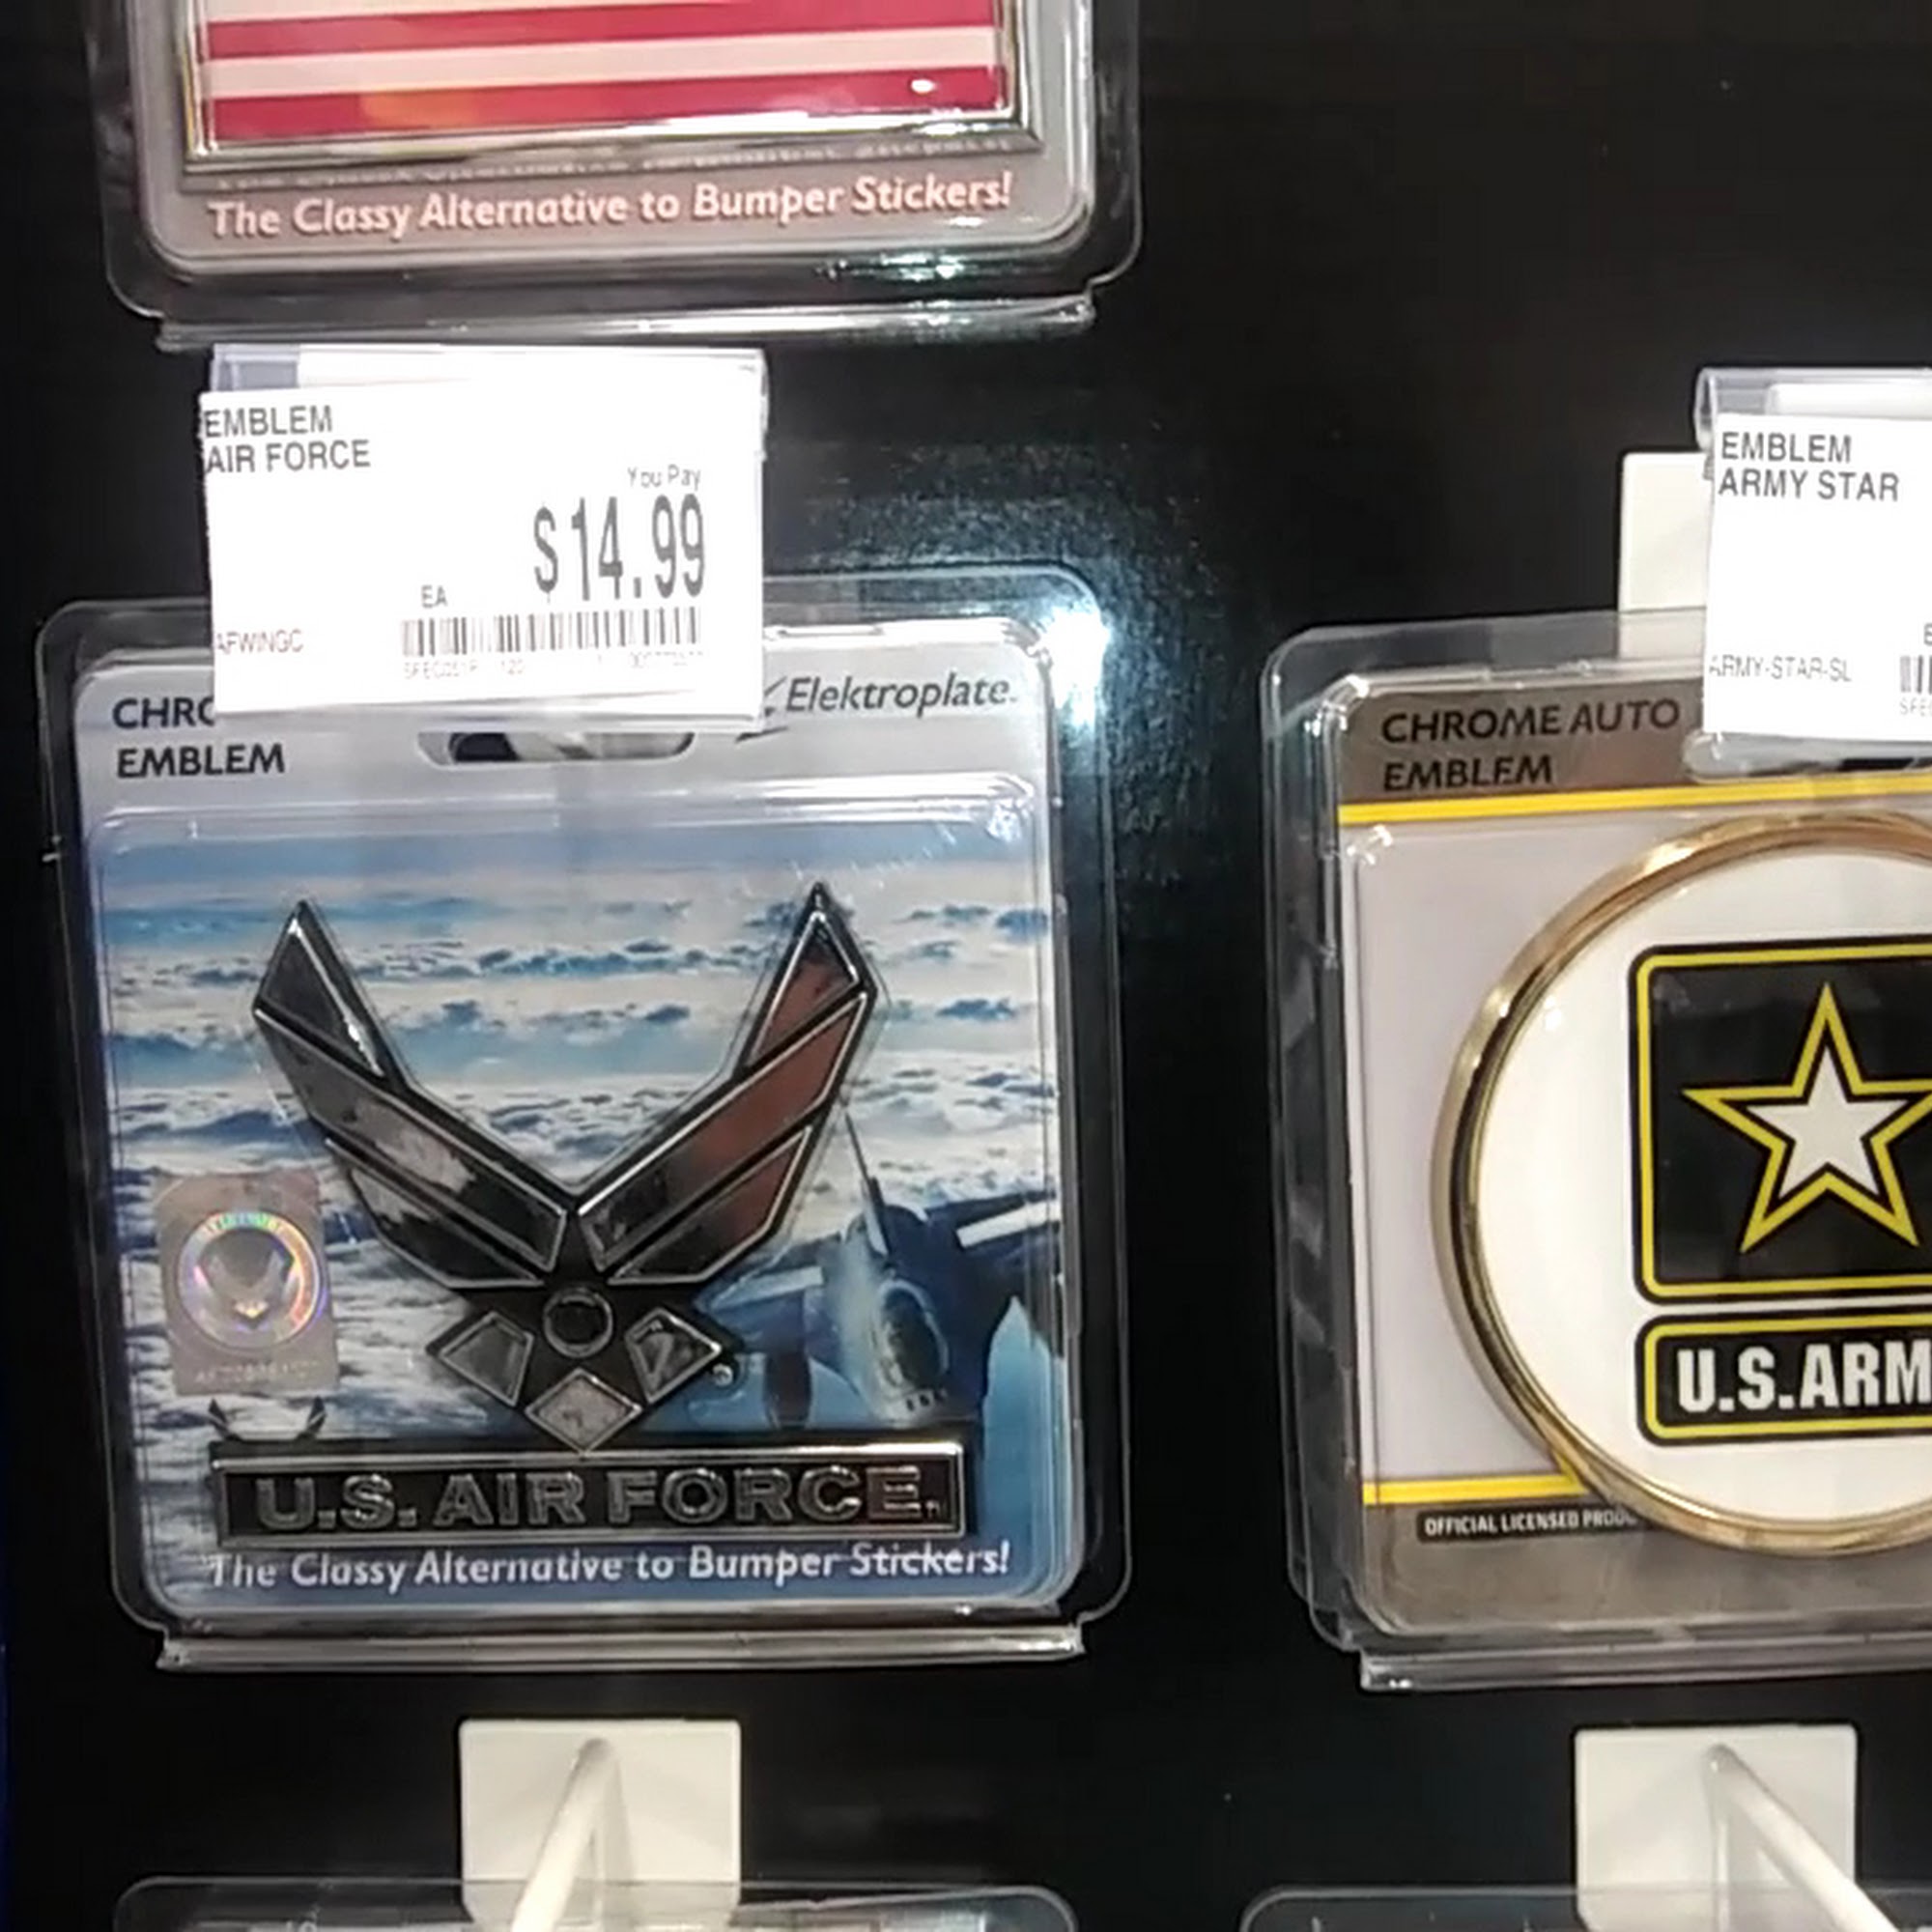 The Classy Alternative to Bumper Stickers!
EMBLEM
AIR FORCE
You Pay
$14.99
EA
AFWINGC
CHRO
EMBLEM
Elektroplate
U.S. AIR FORCE
The Classy Alternative to Bumper Stickers!
EMBLEM
ARMY STAR
ARMY-STAR-SL
CHROME AUTO
EMBLEM
U.S.ARM
OFFICIAL LICENSED